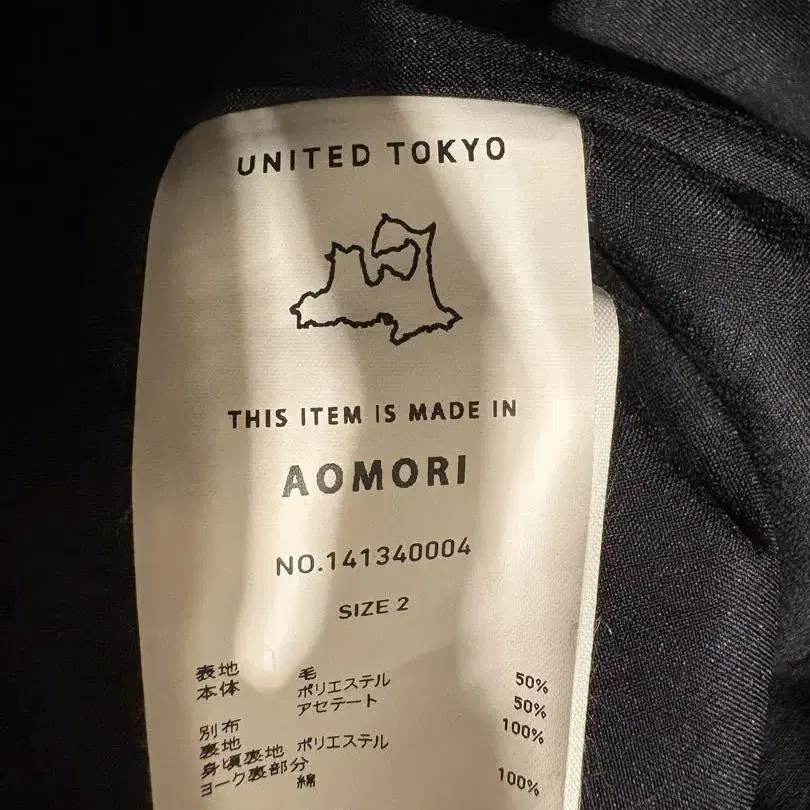 UNITED TOKYO
THIS ITEM IS MADE IN
AOMORI
NO.141340004
SIZE 2
表地 毛 50%
本体 ポリエステル 50%
アセテート 100%
別布
裏地
身頃裏地 ポリエステル 100%
ヨーク裏部分
綿